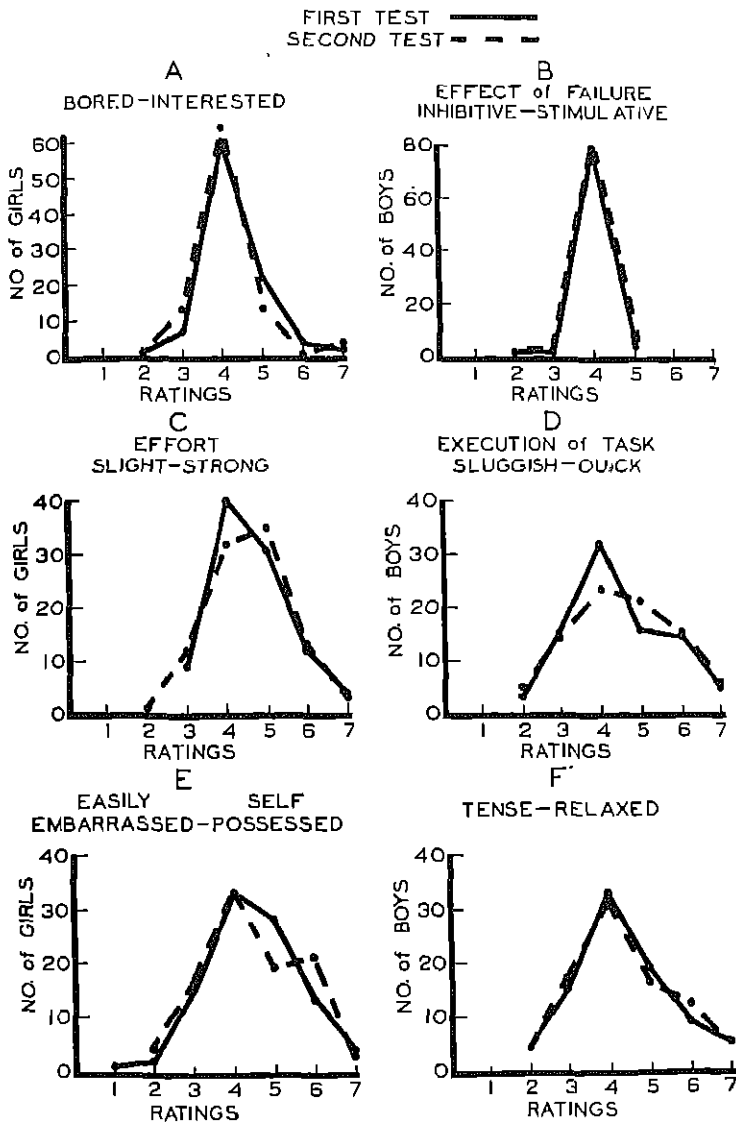 FIRST TEST
SECOND TEST
A
BORED-INTERESTED
NO of GIRLS
60
50
40
30
20
10
0
1 2 3 4 5 6 7
RATINGS
B
EFFECT of FAILURE
INHIBITIVE-STIMULATIVE
NO. of BOYS
80
60
40
20
0
1 2 3 4 5 6 7
RATINGS
C
EFFORT
SLIGHT-STRONG
NO. of GIRLS
40
30
20
10
0
1 2 3 4 5 6 7
RATINGS
D
EXECUTION of TASK
SLUGGISH-QUICK
NO. of BOYS
40
30
20
10
0
1 2 3 4 5 6 7
RATINGS
E
EASILY SELF
EMBARRASSED-POSSESSED
NO. of GIRLS
40
30
20
10
0
1 2 3 4 5 6 7
RATINGS
F
TENSE-RELAXED
NO. of BOYS
40
30
20
10
0
1 2 3 4 5 6 7
RATINGS